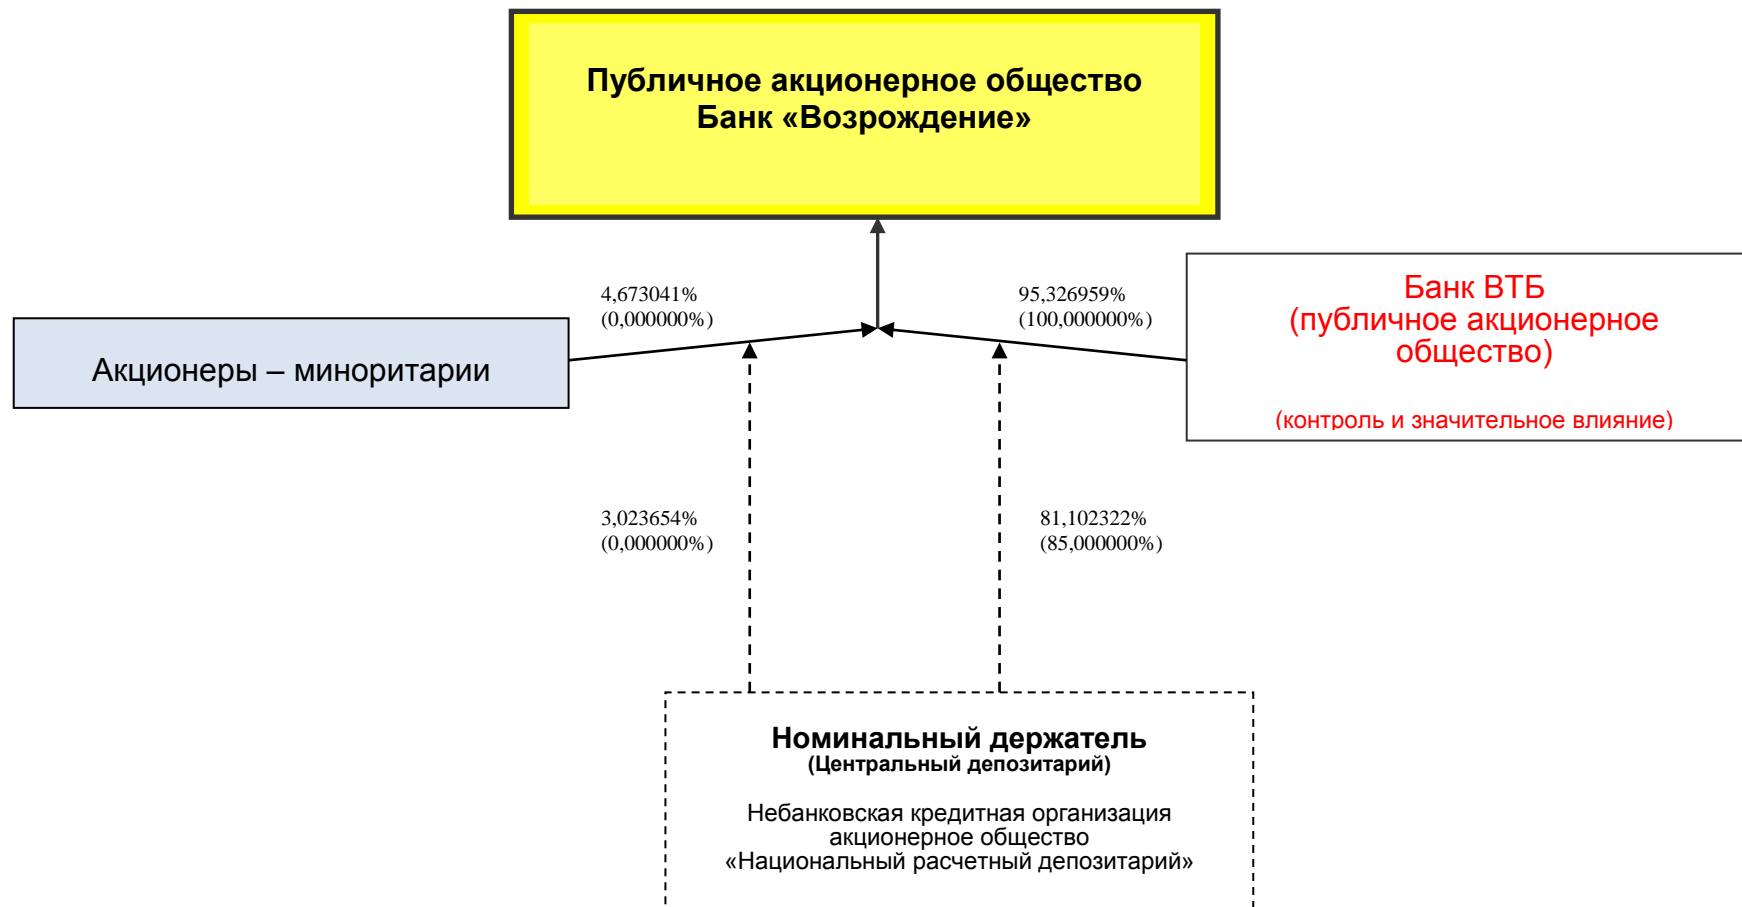 Публичное акционерное общество
Банк «Возрождение»
4,673041%
(0,000000%)
95,326959%
(100,000000%)
Банк ВТБ
(публичное акционерное
общество)
(контроль и значительное влияние)
Акционеры – миноритарии
3,023654%
(0,000000%)
81,102322%
(85,000000%)
Номинальный держатель
(Центральный депозитарий)
Небанковская кредитная организация
акционерное общество
«Национальный расчетный депозитарий»